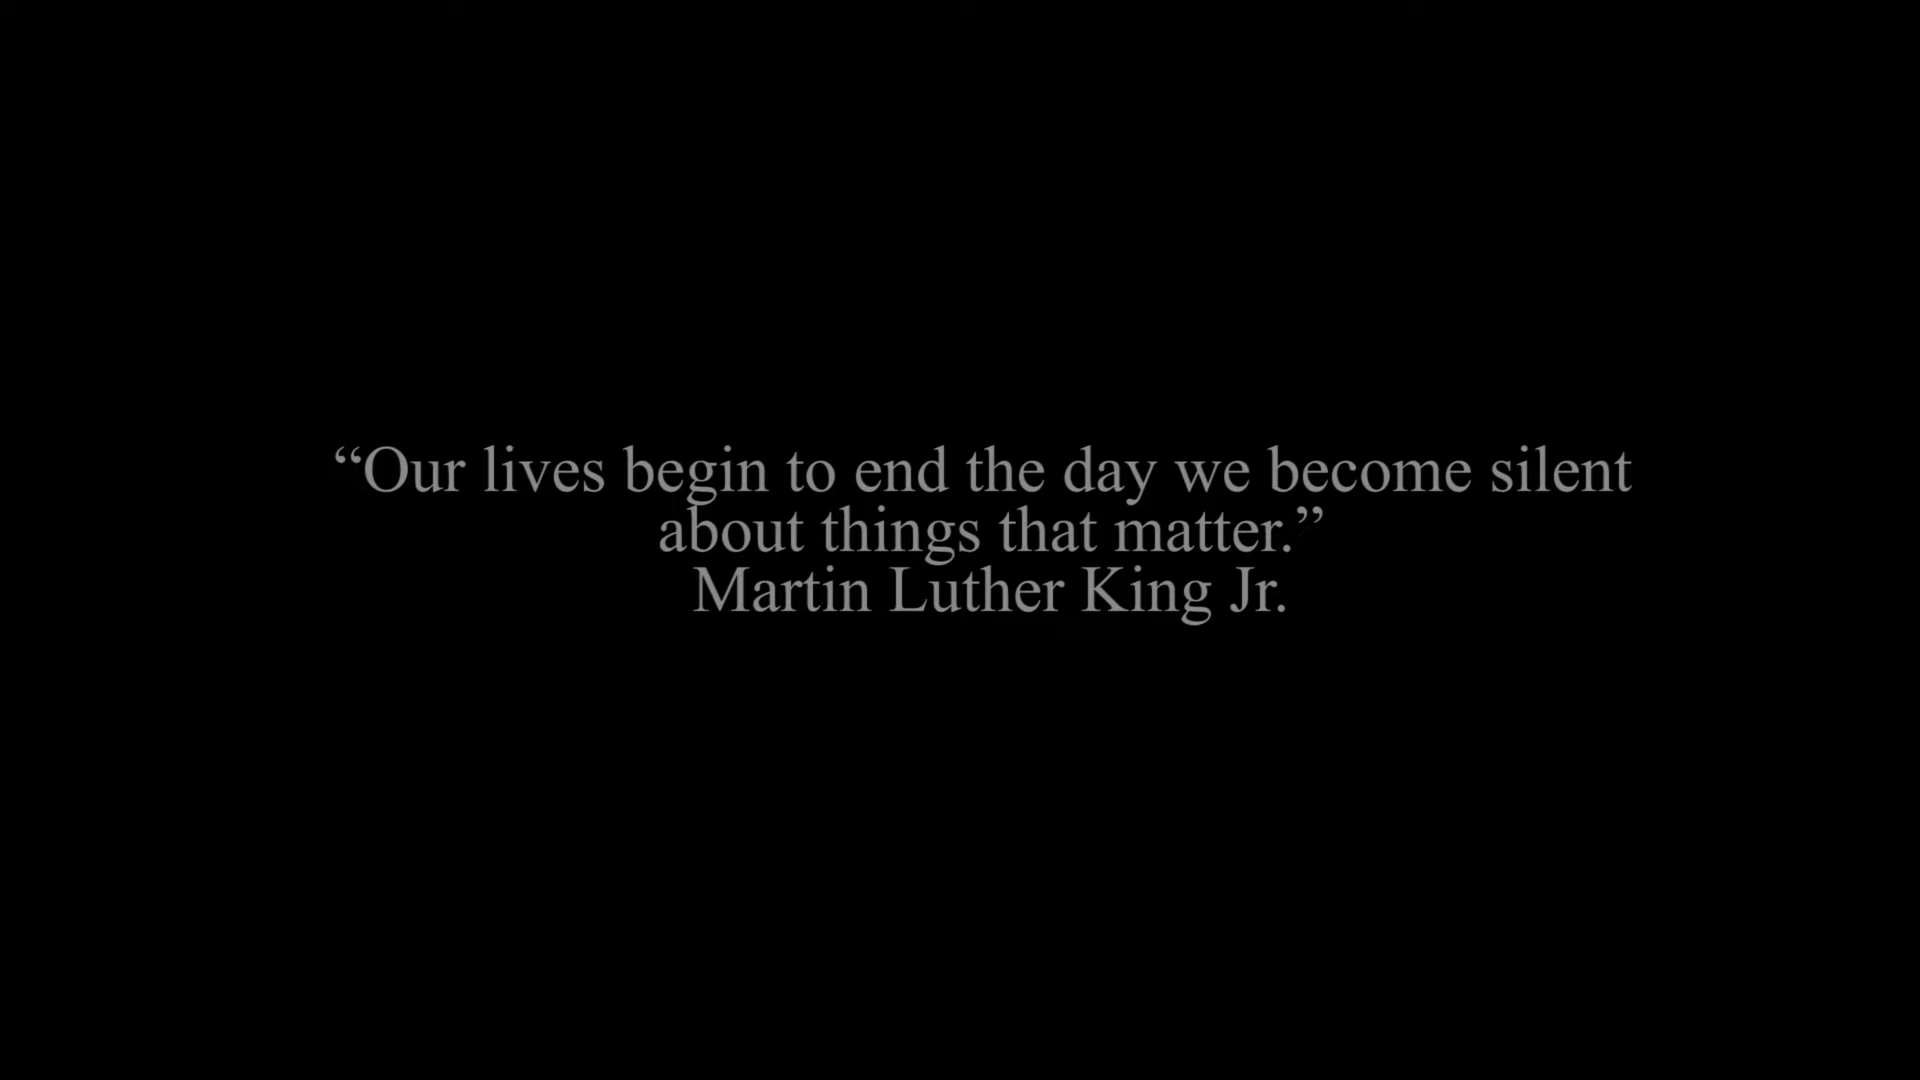 “Our lives begin to end the day we become silent
about things that matter.”
Martin Luther King Jr.